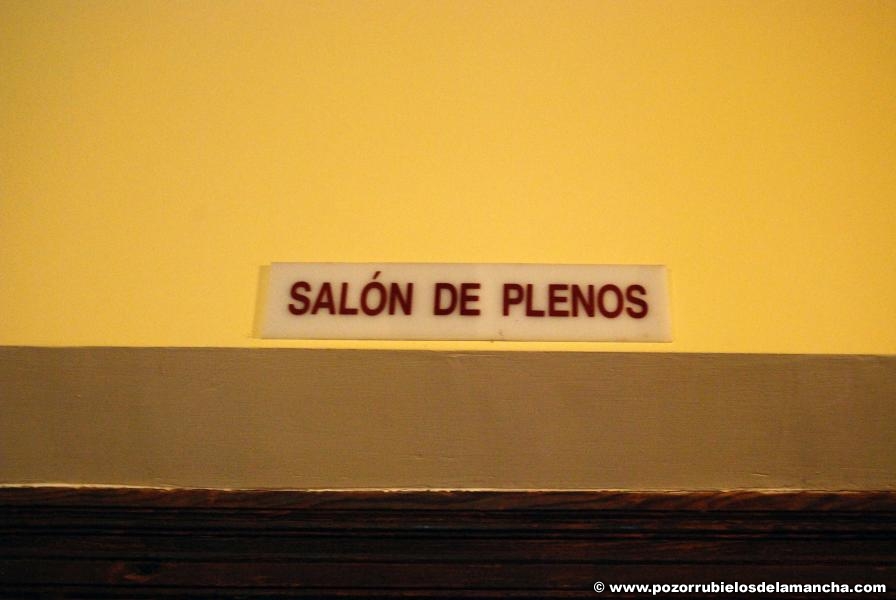 SALÓN DE PLENOS
© www.pozorrubielosdelamancha.com